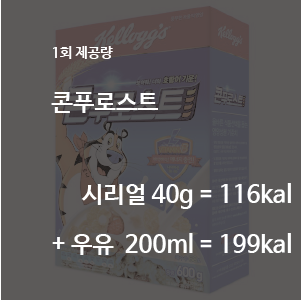 Kellogg's
1회 제공량
콘푸로스트
시리얼 40g = 116kal
+ 우유 200ml = 199kal